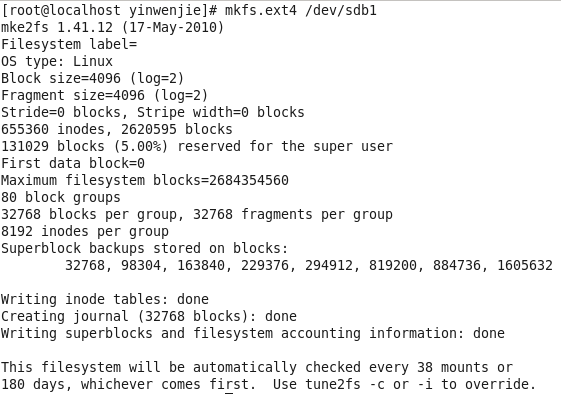 [root@localhost yinwenjie]# mkfs.ext4 /dev/sdb1
mke2fs 1.41.12 (17-May-2010)
Filesystem label=
OS type: Linux
Block size=4096 (log=2)
Fragment size=4096 (log=2)
Stride=0 blocks, Stripe width=0 blocks
655360 inodes, 2620595 blocks
131029 blocks (5.00%) reserved for the super user
First data block=0
Maximum filesystem blocks=2684354560
80 block groups
32768 blocks per group, 32768 fragments per group
8192 inodes per group
Superblock backups stored on blocks:
        32768, 98304, 163840, 229376, 294912, 819200, 884736, 1605632

Writing inode tables: done
Creating journal (32768 blocks): done
Writing superblocks and filesystem accounting information: done

This filesystem will be automatically checked every 38 mounts or
180 days, whichever comes first.  Use tune2fs -c or -i to override.